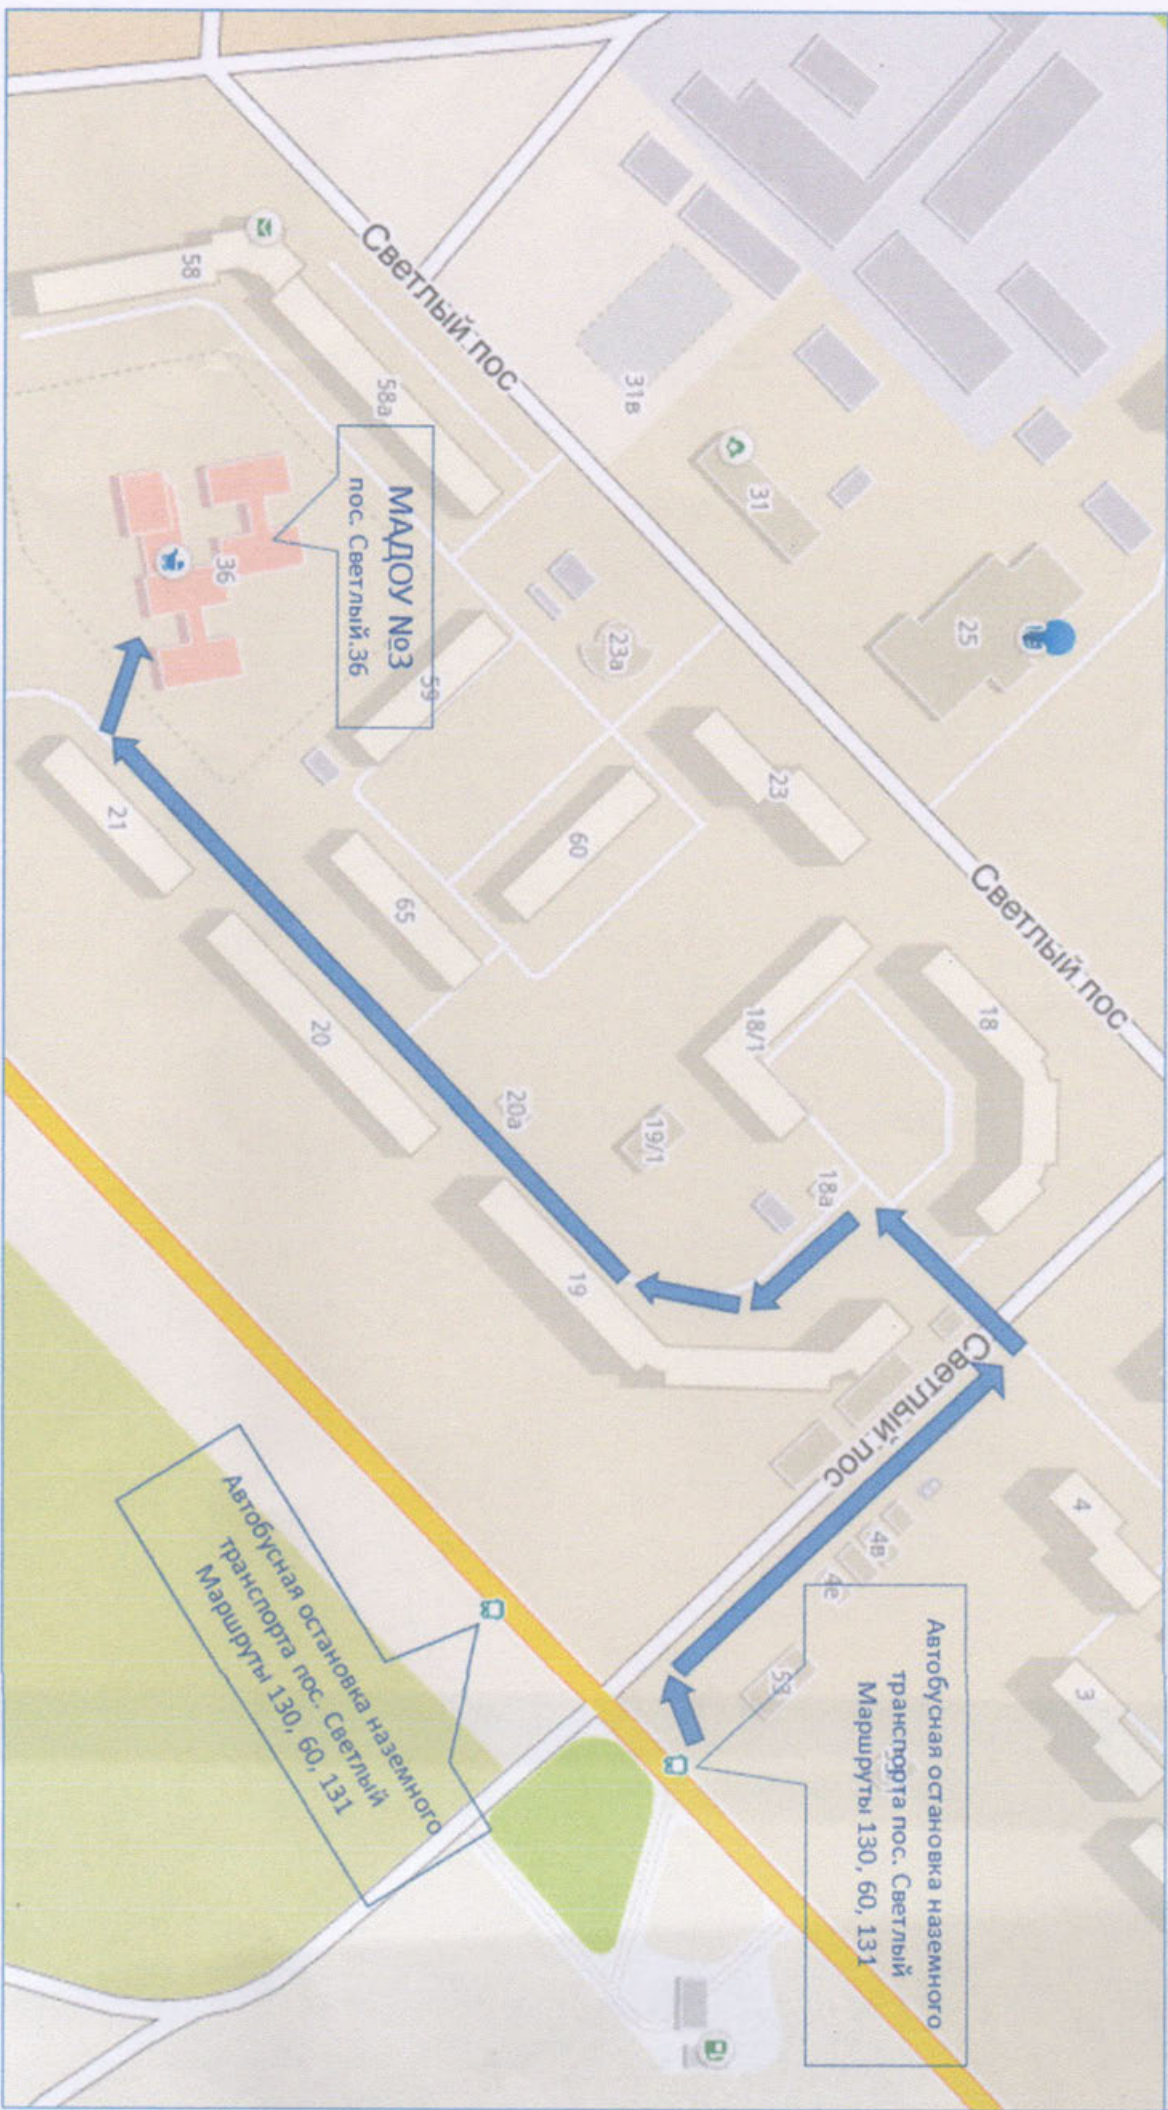 Светлый пос
Светлый пос
Светлый пос
МАДОУ №3
пос. Светлый.36
Автобусная остановка наземного
транспорта пос. Светлый
Маршруты 130, 60, 131
Автобусная остановка наземного
транспорта пос. Светлый
Маршруты 130, 60, 131
58
58а
31в
31
25
36
59
23а
23
60
65
21
20
20а
18/1
18
19/1
18а
19
4
4в
4е
53
3